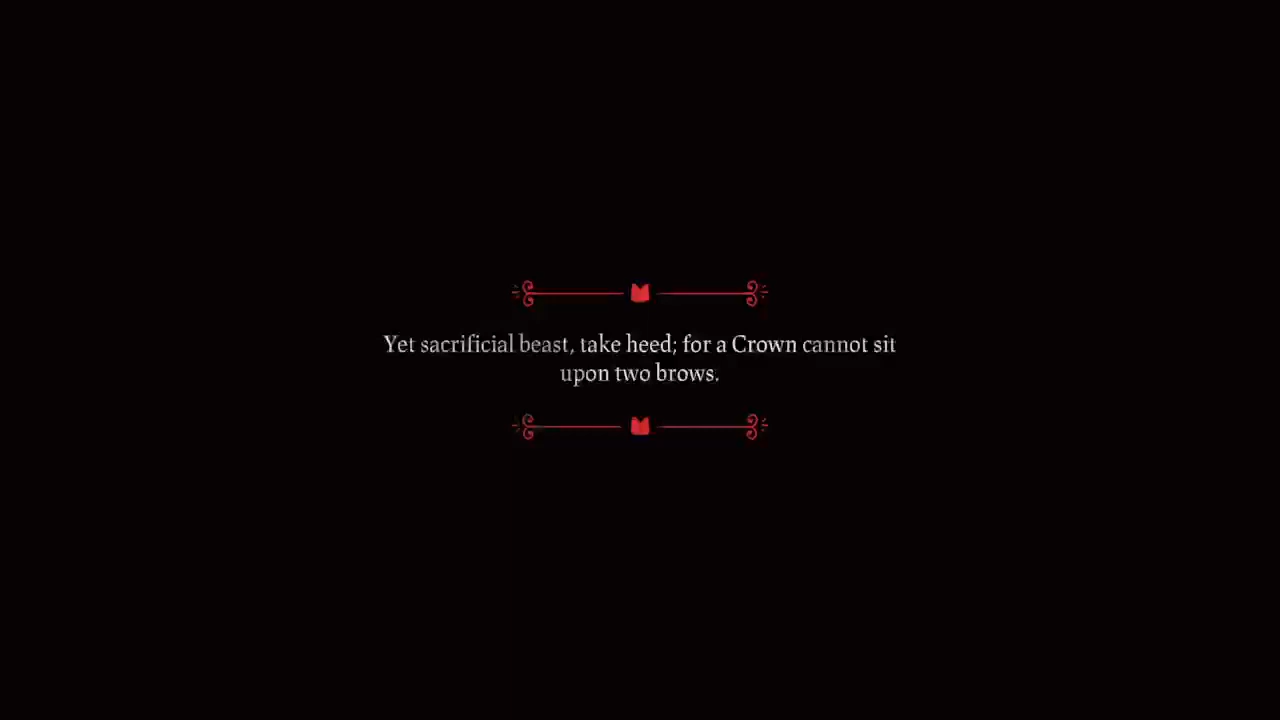 Yet sacrificial beast, take heed; for a Crown cannot sit
upon two brows.